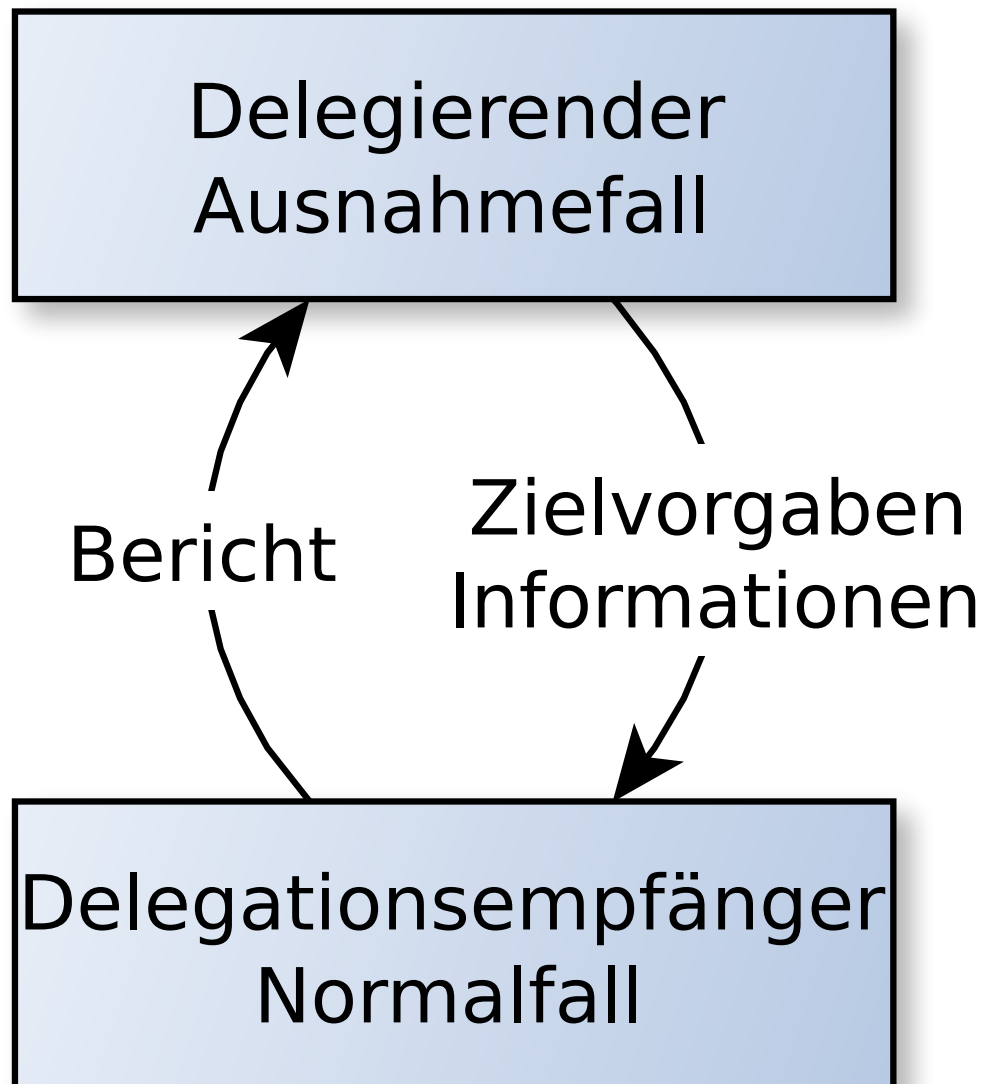 Delegierender
Ausnahmefall
Bericht
Zielvorgaben
Informationen
Delegationsempfänger
Normalfall